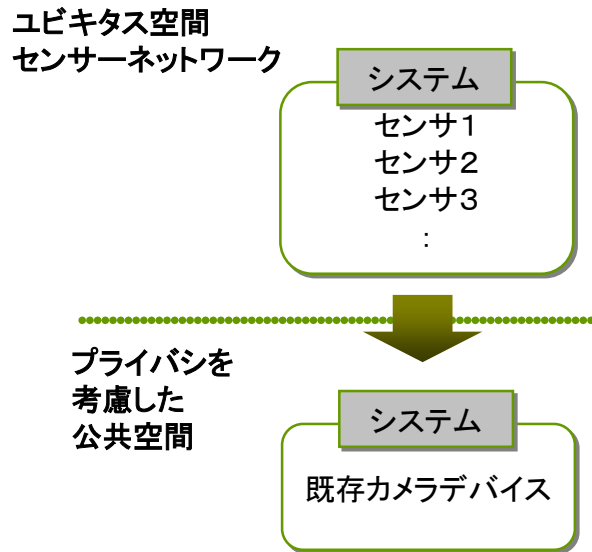 ユビキタス空間
センサーネットワーク
システム
センサ1
センサ2
センサ3
:
プライバシを
考慮した
公共空間
システム
既存カメラデバイス